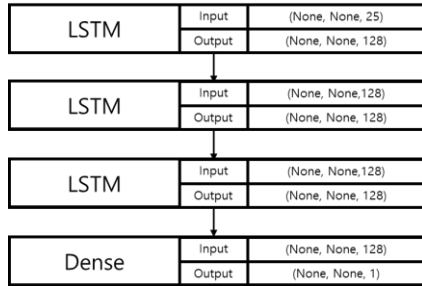 LSTM Input (None, None, 25)
Output (None, None, 128)
LSTM Input (None, None,128)
Output (None, None, 128)
LSTM Input (None, None,128)
Output (None, None, 128)
Dense Input (None, None, 128)
Output (None, None, 1)